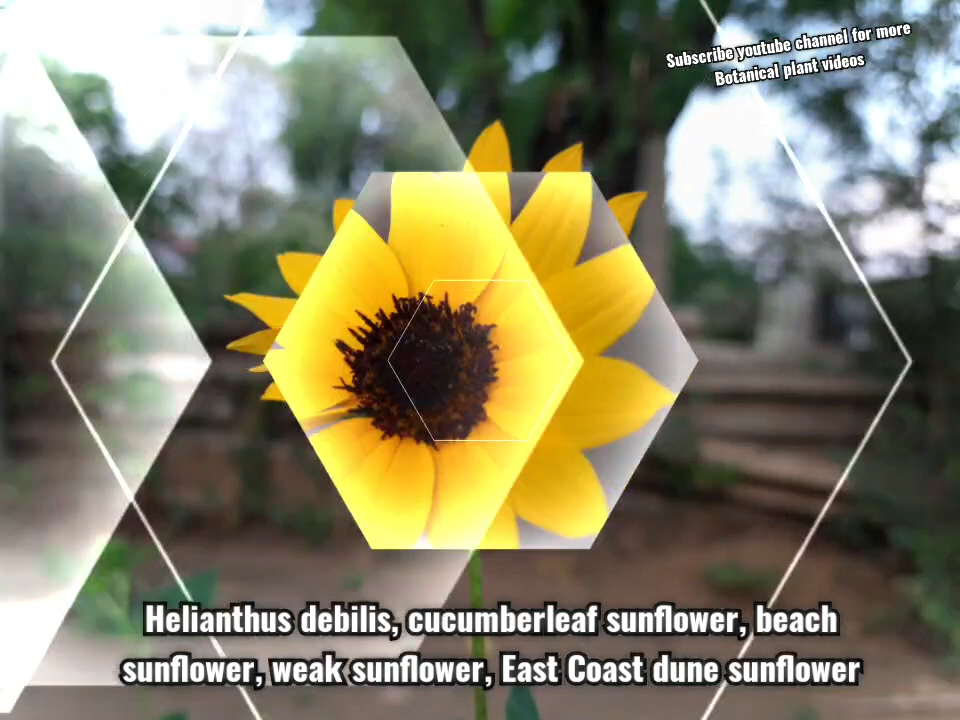 Subscribe youtube channel for more
Botanical plant videos
Helianthus debilis, cucumberleaf sunflower, beach
sunflower, weak sunflower, East Coast dune sunflower